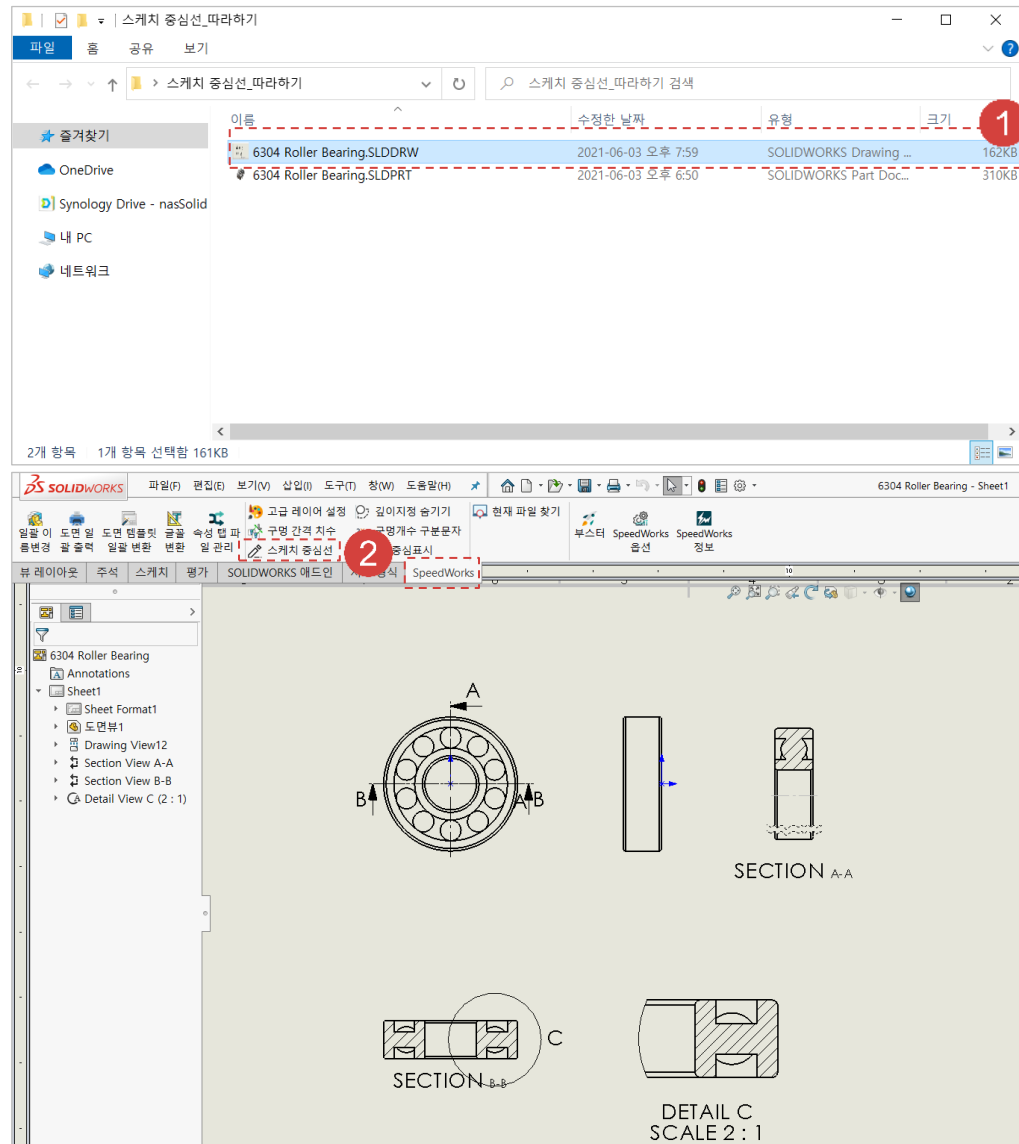 스케치 중심선_따라하기
파일 홈 공유 보기
스케치 중심선_따라하기 스케치 중심선_따라하기 검색
이름 수정한 날짜 유형 크기 1
즐겨찾기
6304 Roller Bearing.SLDDRW 2021-06-03 오후 7:59 SOLIDWORKS Drawing ... 162KB
OneDrive
6304 Roller Bearing.SLDPRT 2021-06-03 오후 6:50 SOLIDWORKS Part Doc... 310KB
Synology Drive - nasSolid
내 PC
네트워크
2개 항목 1개 항목 선택함 161KB
SOLIDWORKS 파일(F) 편집(E) 보기(V) 삽입(I) 도구(T) 창(W) 도움말(H) 6304 Roller Bearing - Sheet1
고급 레이어 설정 깊이지정 숨기기 현재 파일 찾기
일괄 이 도면 일 도면 템플릿 글꼴 속성 탭 파 구멍 간격 치수 구멍개수 구분문자 부스터 SpeedWorks SpeedWorks
름변경 괄 출력 일괄 변환 변환 일 관리 스케치 중심선 2 중심표시 옵션 정보
뷰 레이아웃 주석 스케치 평가 SOLIDWORKS 애드인 SpeedWorks
10
6304 Roller Bearing
Annotations
Sheet1
Sheet Format1
도면뷰1
Drawing View12
Section View A-A
Section View B-B
Detail View C (2 : 1)
A
B A B
SECTION A-A
C
SECTION B-B
DETAIL C
SCALE 2 : 1